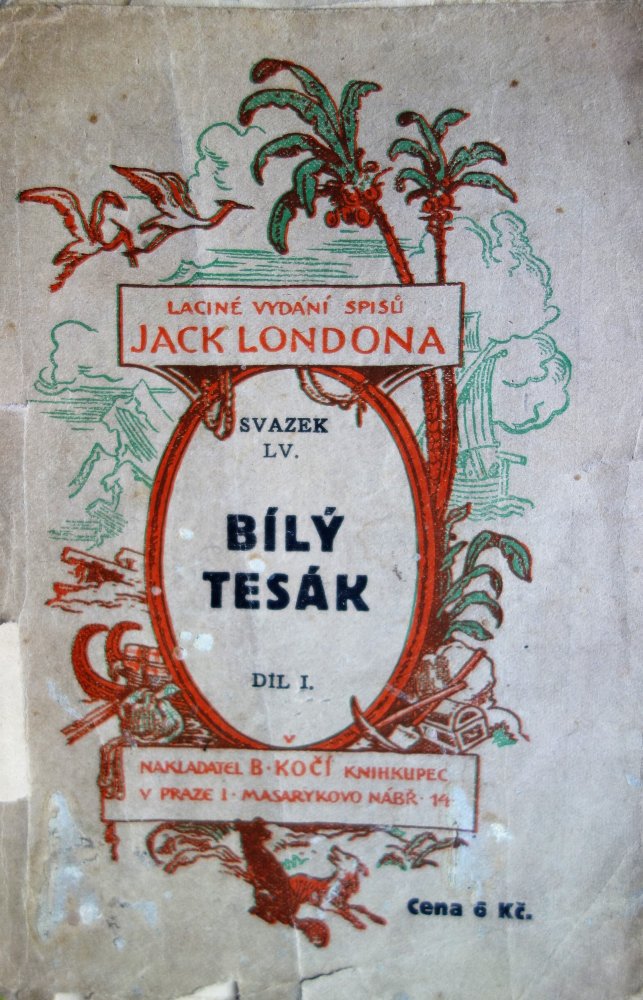 LACINÉ VYDÁNÍ SPISŮ
JACK LONDONA
SVAZEK
LV.
BÍLÝ
TESÁK
DÍL I.
NAKLADATEL B · KOČÍ KNIHKUPEC
V PRAZE I · MASARYKOVO NÁBŘ · 14
Cena 6 Kč.